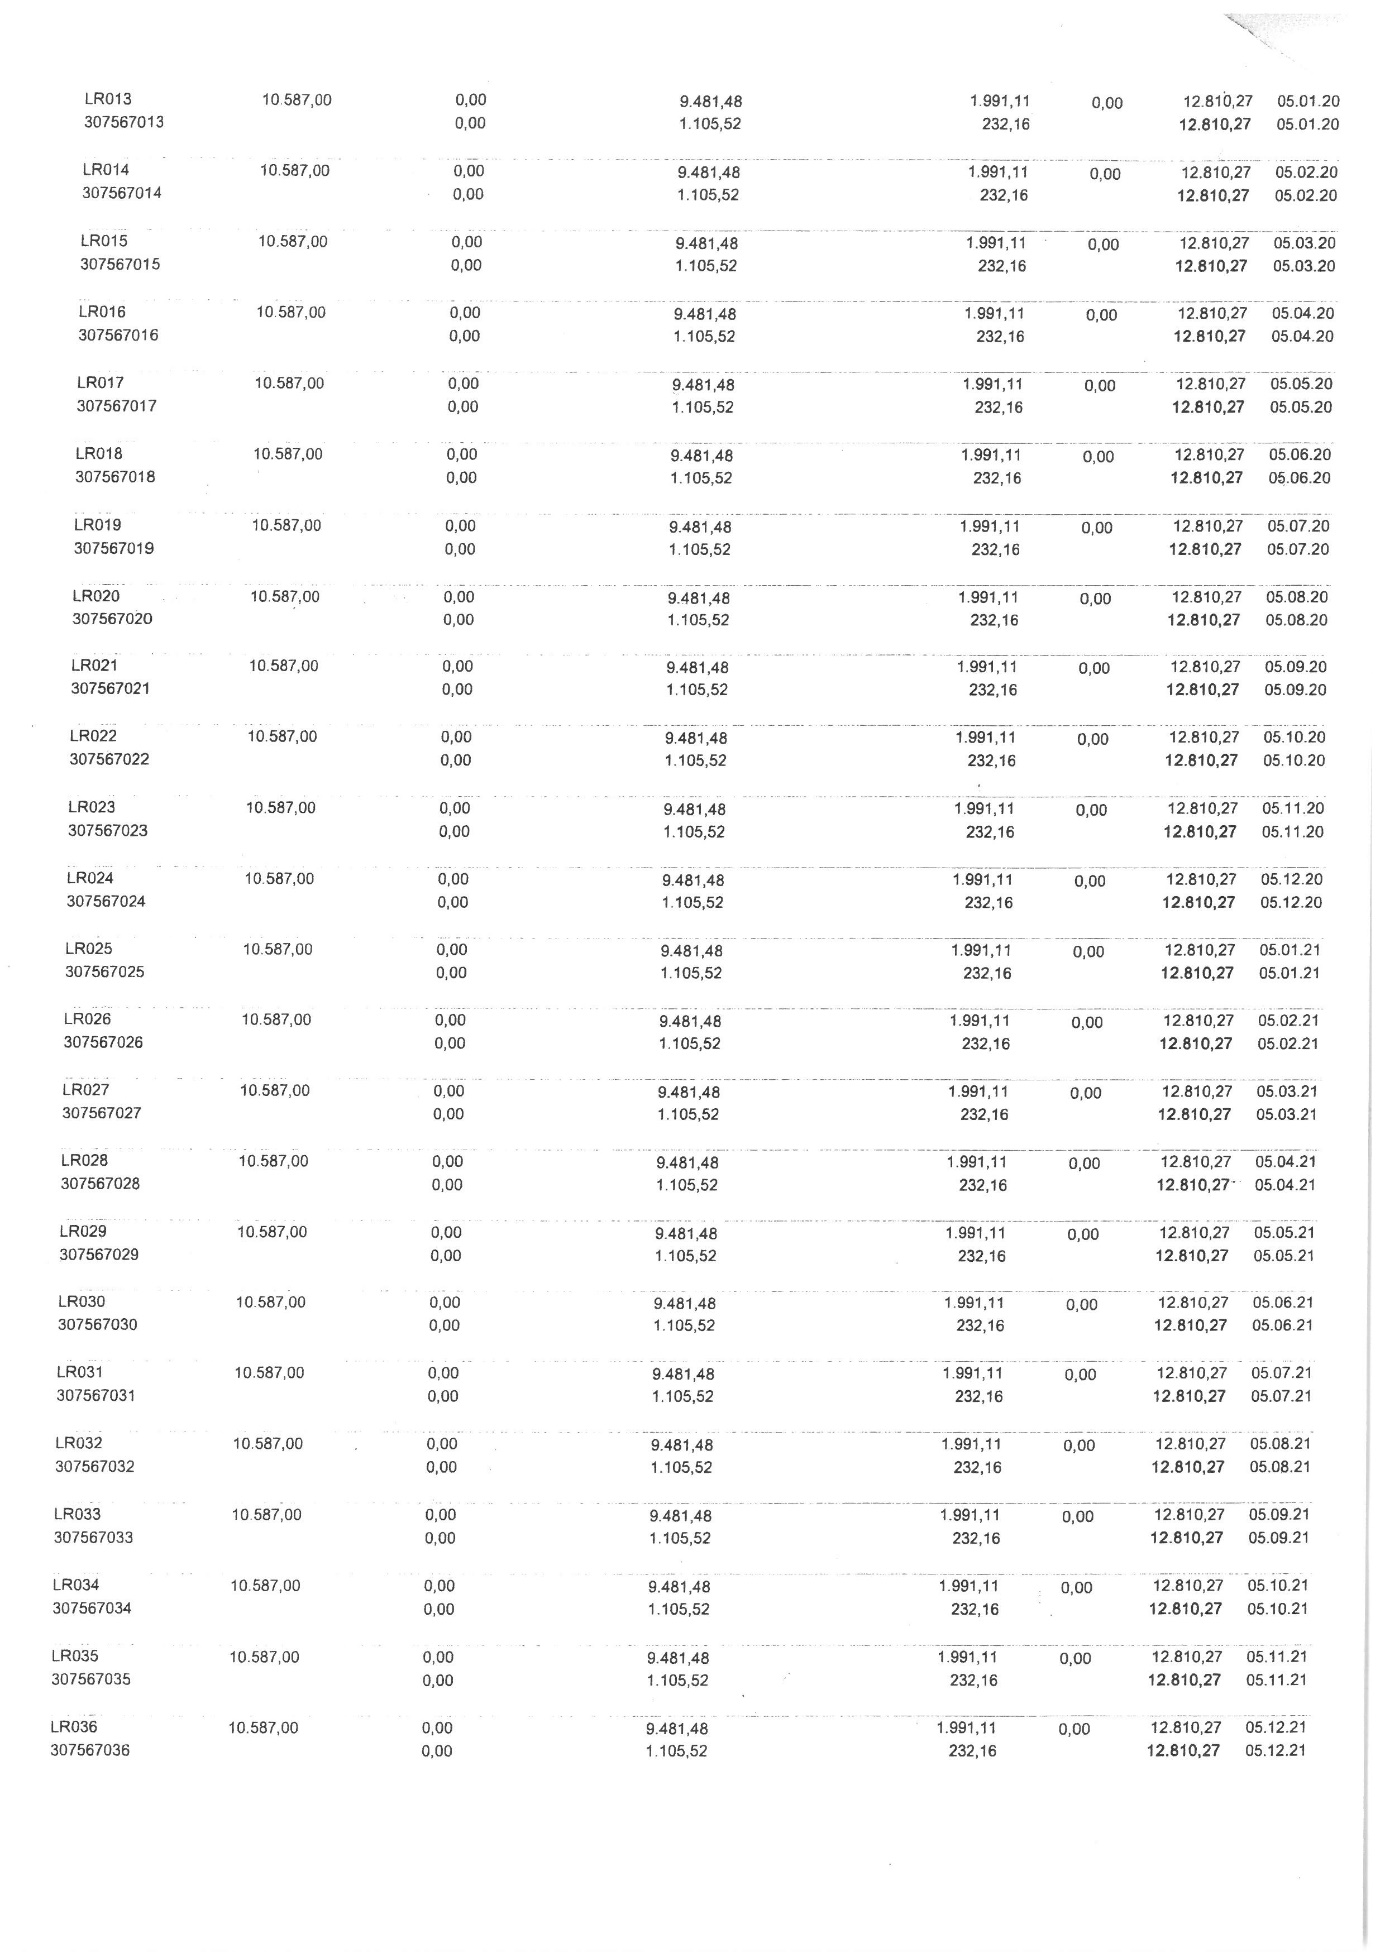 LR013 10.587,00 0,00 9.481,48 1.991,11 0,00 12.810,27 05.01.20
307567013 0,00 1.105,52 232,16 12.810,27 05.01.20
LR014 10.587,00 0,00 9.481,48 1.991,11 0,00 12.810,27 05.02.20
307567014 0,00 1.105,52 232,16 12.810,27 05.02.20
LR015 10.587,00 0,00 9.481,48 1.991,11 0,00 12.810,27 05.03.20
307567015 0,00 1.105,52 232,16 12.810,27 05.03.20
LR016 10.587,00 0,00 9.481,48 1.991,11 0,00 12.810,27 05.04.20
307567016 0,00 1.105,52 232,16 12.810,27 05.04.20
LR017 10.587,00 0,00 9.481,48 1.991,11 0,00 12.810,27 05.05.20
307567017 0,00 1.105,52 232,16 12.810,27 05.05.20
LR018 10.587,00 0,00 9.481,48 1.991,11 0,00 12.810,27 05.06.20
307567018 0,00 1.105,52 232,16 12.810,27 05.06.20
LR019 10.587,00 0,00 9.481,48 1.991,11 0,00 12.810,27 05.07.20
307567019 0,00 1.105,52 232,16 12.810,27 05.07.20
LR020 10.587,00 0,00 9.481,48 1.991,11 0,00 12.810,27 05.08.20
307567020 0,00 1.105,52 232,16 12.810,27 05.08.20
LR021 10.587,00 0,00 9.481,48 1.991,11 0,00 12.810,27 05.09.20
307567021 0,00 1.105,52 232,16 12.810,27 05.09.20
LR022 10.587,00 0,00 9.481,48 1.991,11 0,00 12.810,27 05.10.20
307567022 0,00 1.105,52 232,16 12.810,27 05.10.20
LR023 10.587,00 0,00 9.481,48 1.991,11 0,00 12.810,27 05.11.20
307567023 0,00 1.105,52 232,16 12.810,27 05.11.20
LR024 10.587,00 0,00 9.481,48 1.991,11 0,00 12.810,27 05.12.20
307567024 0,00 1.105,52 232,16 12.810,27 05.12.20
LR025 10.587,00 0,00 9.481,48 1.991,11 0,00 12.810,27 05.01.21
307567025 0,00 1.105,52 232,16 12.810,27 05.01.21
LR026 10.587,00 0,00 9.481,48 1.991,11 0,00 12.810,27 05.02.21
307567026 0,00 1.105,52 232,16 12.810,27 05.02.21
LR027 10.587,00 0,00 9.481,48 1.991,11 0,00 12.810,27 05.03.21
307567027 0,00 1.105,52 232,16 12.810,27 05.03.21
LR028 10.587,00 0,00 9.481,48 1.991,11 0,00 12.810,27 05.04.21
307567028 0,00 1.105,52 232,16 12.810,27 05.04.21
LR029 10.587,00 0,00 9.481,48 1.991,11 0,00 12.810,27 05.05.21
307567029 0,00 1.105,52 232,16 12.810,27 05.05.21
LR030 10.587,00 0,00 9.481,48 1.991,11 0,00 12.810,27 05.06.21
307567030 0,00 1.105,52 232,16 12.810,27 05.06.21
LR031 10.587,00 0,00 9.481,48 1.991,11 0,00 12.810,27 05.07.21
307567031 0,00 1.105,52 232,16 12.810,27 05.07.21
LR032 10.587,00 0,00 9.481,48 1.991,11 0,00 12.810,27 05.08.21
307567032 0,00 1.105,52 232,16 12.810,27 05.08.21
LR033 10.587,00 0,00 9.481,48 1.991,11 0,00 12.810,27 05.09.21
307567033 0,00 1.105,52 232,16 12.810,27 05.09.21
LR034 10.587,00 0,00 9.481,48 1.991,11 0,00 12.810,27 05.10.21
307567034 0,00 1.105,52 232,16 12.810,27 05.10.21
LR035 10.587,00 0,00 9.481,48 1.991,11 0,00 12.810,27 05.11.21
307567035 0,00 1.105,52 232,16 12.810,27 05.11.21
LR036 10.587,00 0,00 9.481,48 1.991,11 0,00 12.810,27 05.12.21
307567036 0,00 1.105,52 232,16 12.810,27 05.12.21